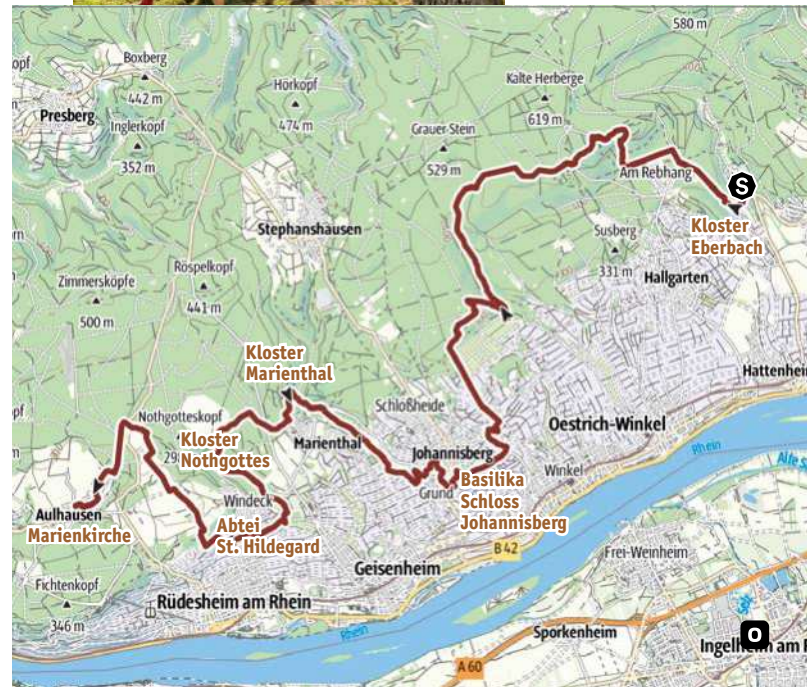 580 m
Boxberg
442 m
Kalte Herberge
619 m
Hörkopf
474 m
Presberg
Inglerkopf
352 m
Grauer Stein
529 m
Am Rebhang
S
Kloster
Eberbach
Susberg
331 m
Hallgarten
Stephanshausen
Röspelkopf
441 m
Zimmersköpfe
500 m
Kloster
Marienthal
Hattenhei
Schloßheide
Nothgotteskopf
Kloster
Nothgottes
Marienthal
Johannisberg
Oestrich-Winkel
Rhein
Winkel
Grund
Basilika
Schloss
Johannisberg
Windeck
Abtei
St. Hildegard
Aulhausen
Marienkirche
B 42
Frei-Weinheim
Geisenheim
Fichtenkopf
346 m
Rüdesheim am Rhein
Rhein
Sporkenheim
O
Ingelheim am R
A 60